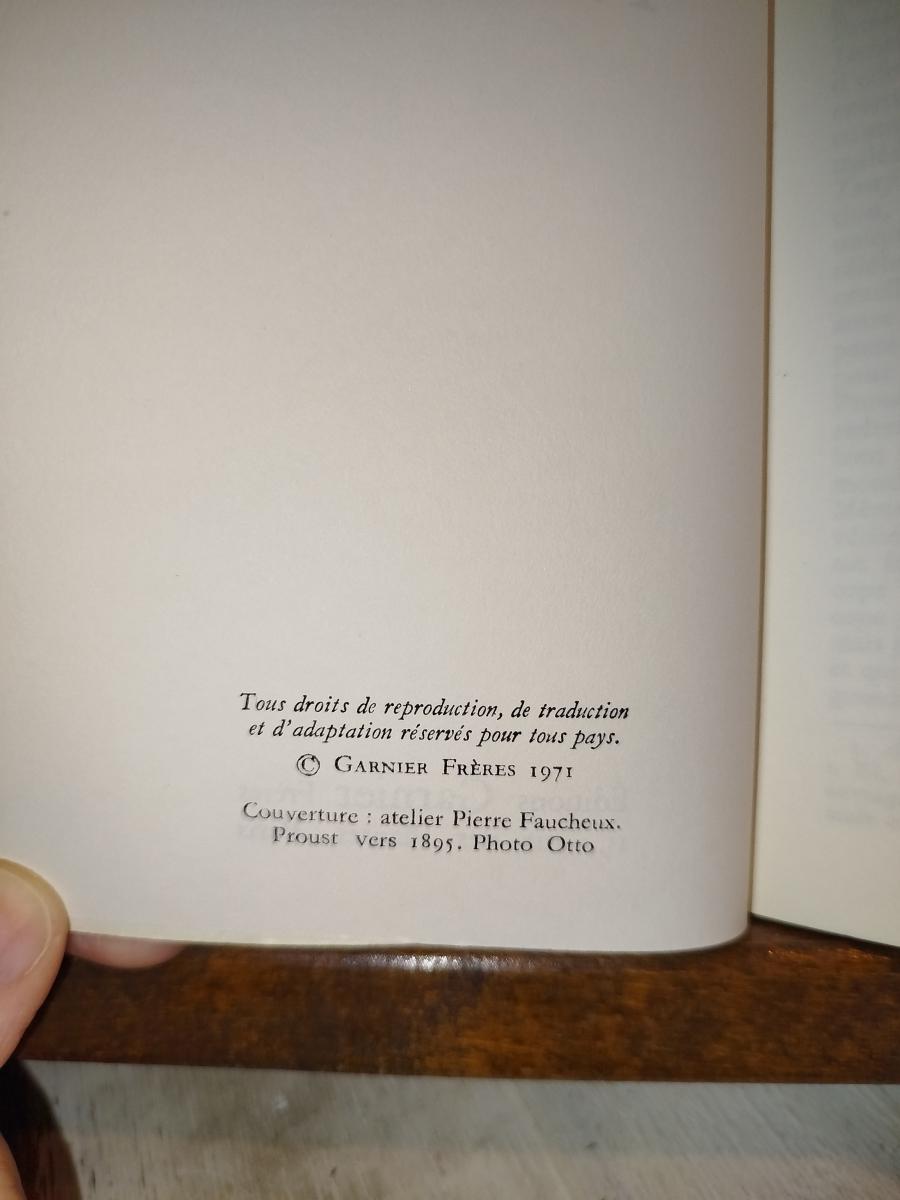 Tous droits de reproduction, de traduction
et d'adaptation réservés pour tous pays.
© GARNIER FRÈRES 1971
Couverture : atelier Pierre Faucheux.
Proust vers 1895. Photo Otto